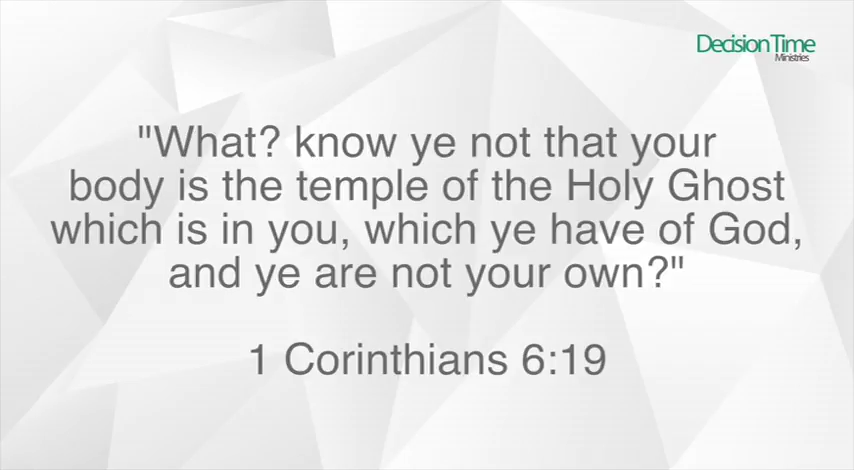 DecisionTime
Ministries
"What? know ye not that your
body is the temple of the Holy Ghost
which is in you, which ye have of God,
and ye are not your own?"
1 Corinthians 6:19